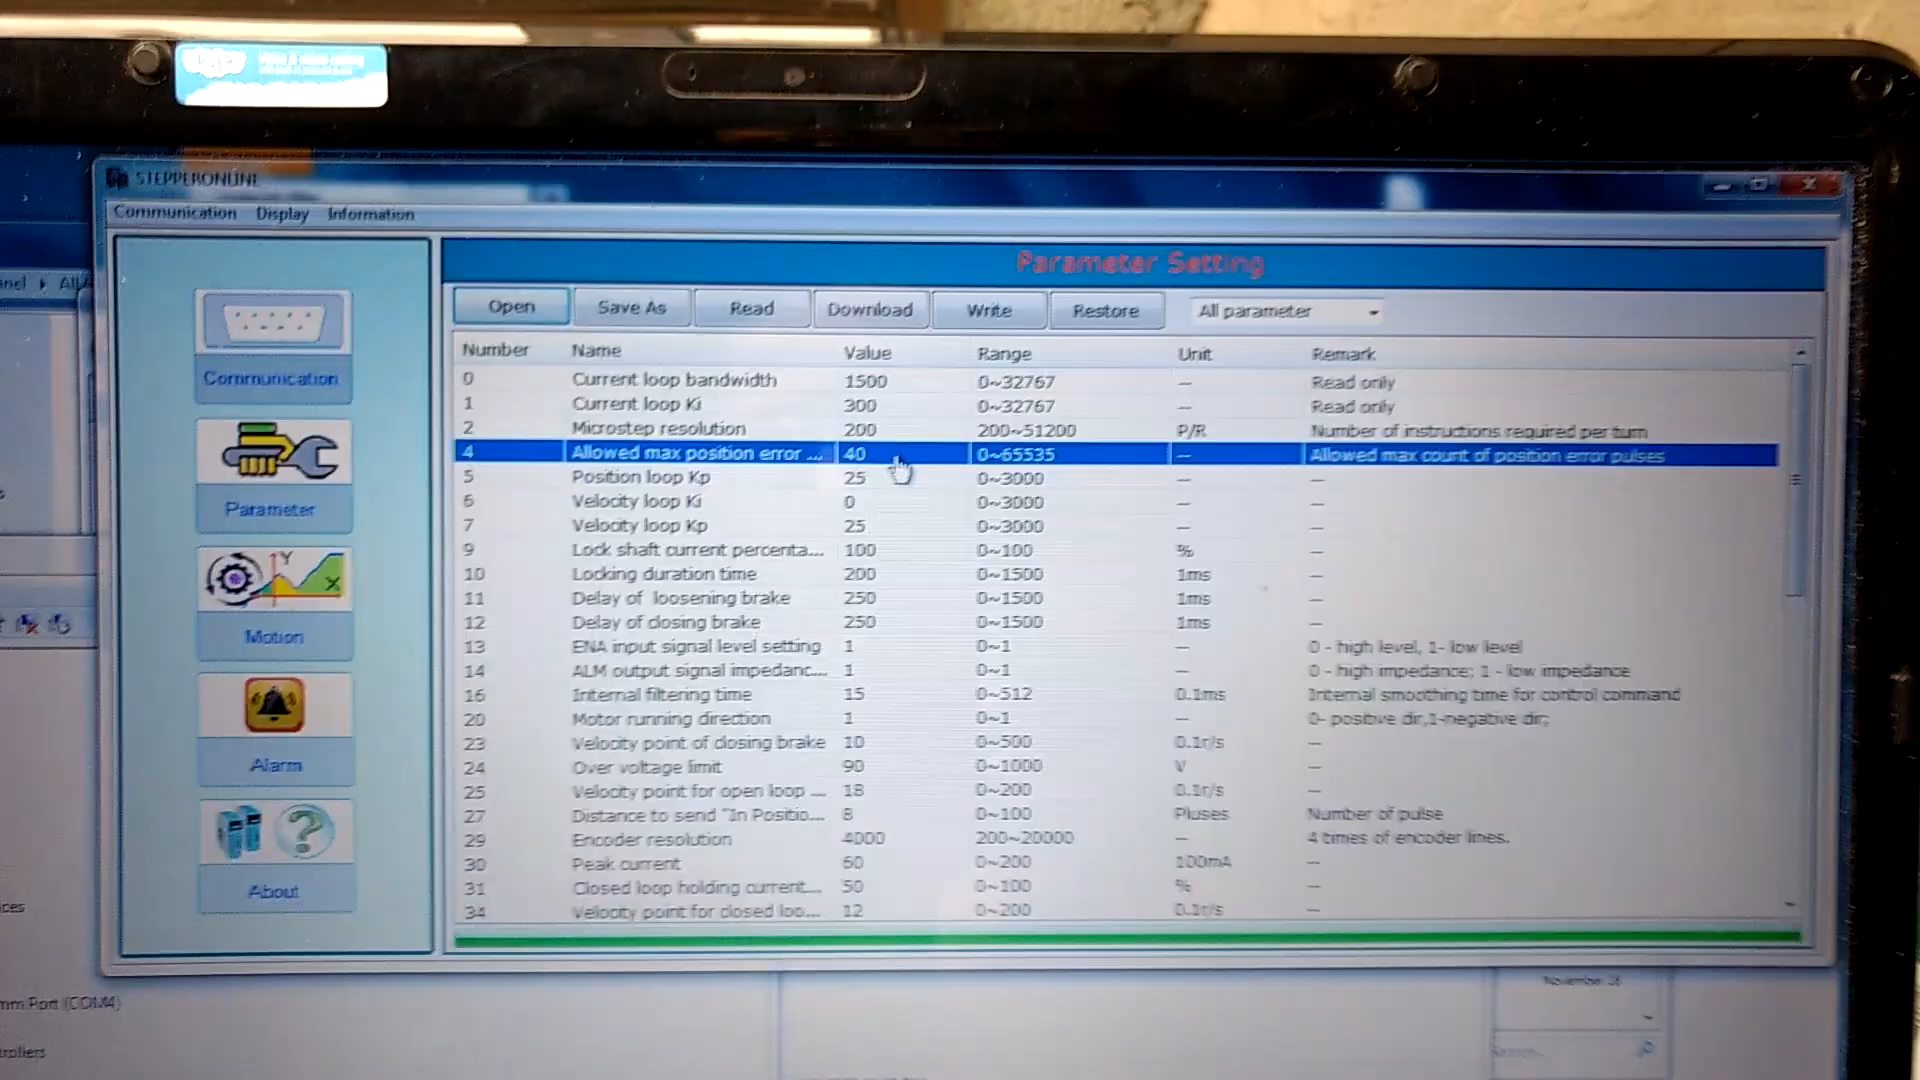 STEPPERONLINE
Communication Display Information
Parameter Setting
Open Save As Read Download Write Restore All parameter
Number Name Value Range Unit Remark
0 Current loop bandwidth 1500 0~32767 — Read only
1 Current loop Ki 300 0~32767 — Read only
2 Microstep resolution 200 200~51200 P/R Number of instructions required per turn
4 Allowed max position error ... 40 0~65535 — Allowed max count of position error pulses
5 Position loop Kp 25 0~3000 — —
6 Velocity loop Ki 0 0~3000 — —
7 Velocity loop Kp 25 0~3000 — —
9 Lock shaft current percenta... 100 0~100 % —
10 Locking duration time 200 0~1500 1ms —
11 Delay of loosening brake 250 0~1500 1ms —
12 Delay of closing brake 250 0~1500 1ms —
13 ENA input signal level setting 1 0~1 — 0 - high level, 1- low level
14 ALM output signal impedanc... 1 0~1 — 0 - high impedance; 1 - low impedance
16 Internal filtering time 15 0~512 0.1ms Internal smoothing time for control command
20 Motor running direction 1 0~1 — 0- positive dir,1-negative dir;
23 Velocity point of closing brake 10 0~500 0.1r/s —
24 Over voltage limit 90 0~1000 V —
25 Velocity point for open loop ... 18 0~200 0.1r/s —
27 Distance to send "In Positio... 8 0~100 Pluses Number of pulse
29 Encoder resolution 4000 200~20000 — 4 times of encoder lines.
30 Peak current 60 0~200 100mA —
31 Closed loop holding current... 50 0~100 % —
34 Velocity point for closed loo... 12 0~200 0.1r/s —
Communication
Parameter
Motion
Alarm
About
mm Port (COM4)
November 26